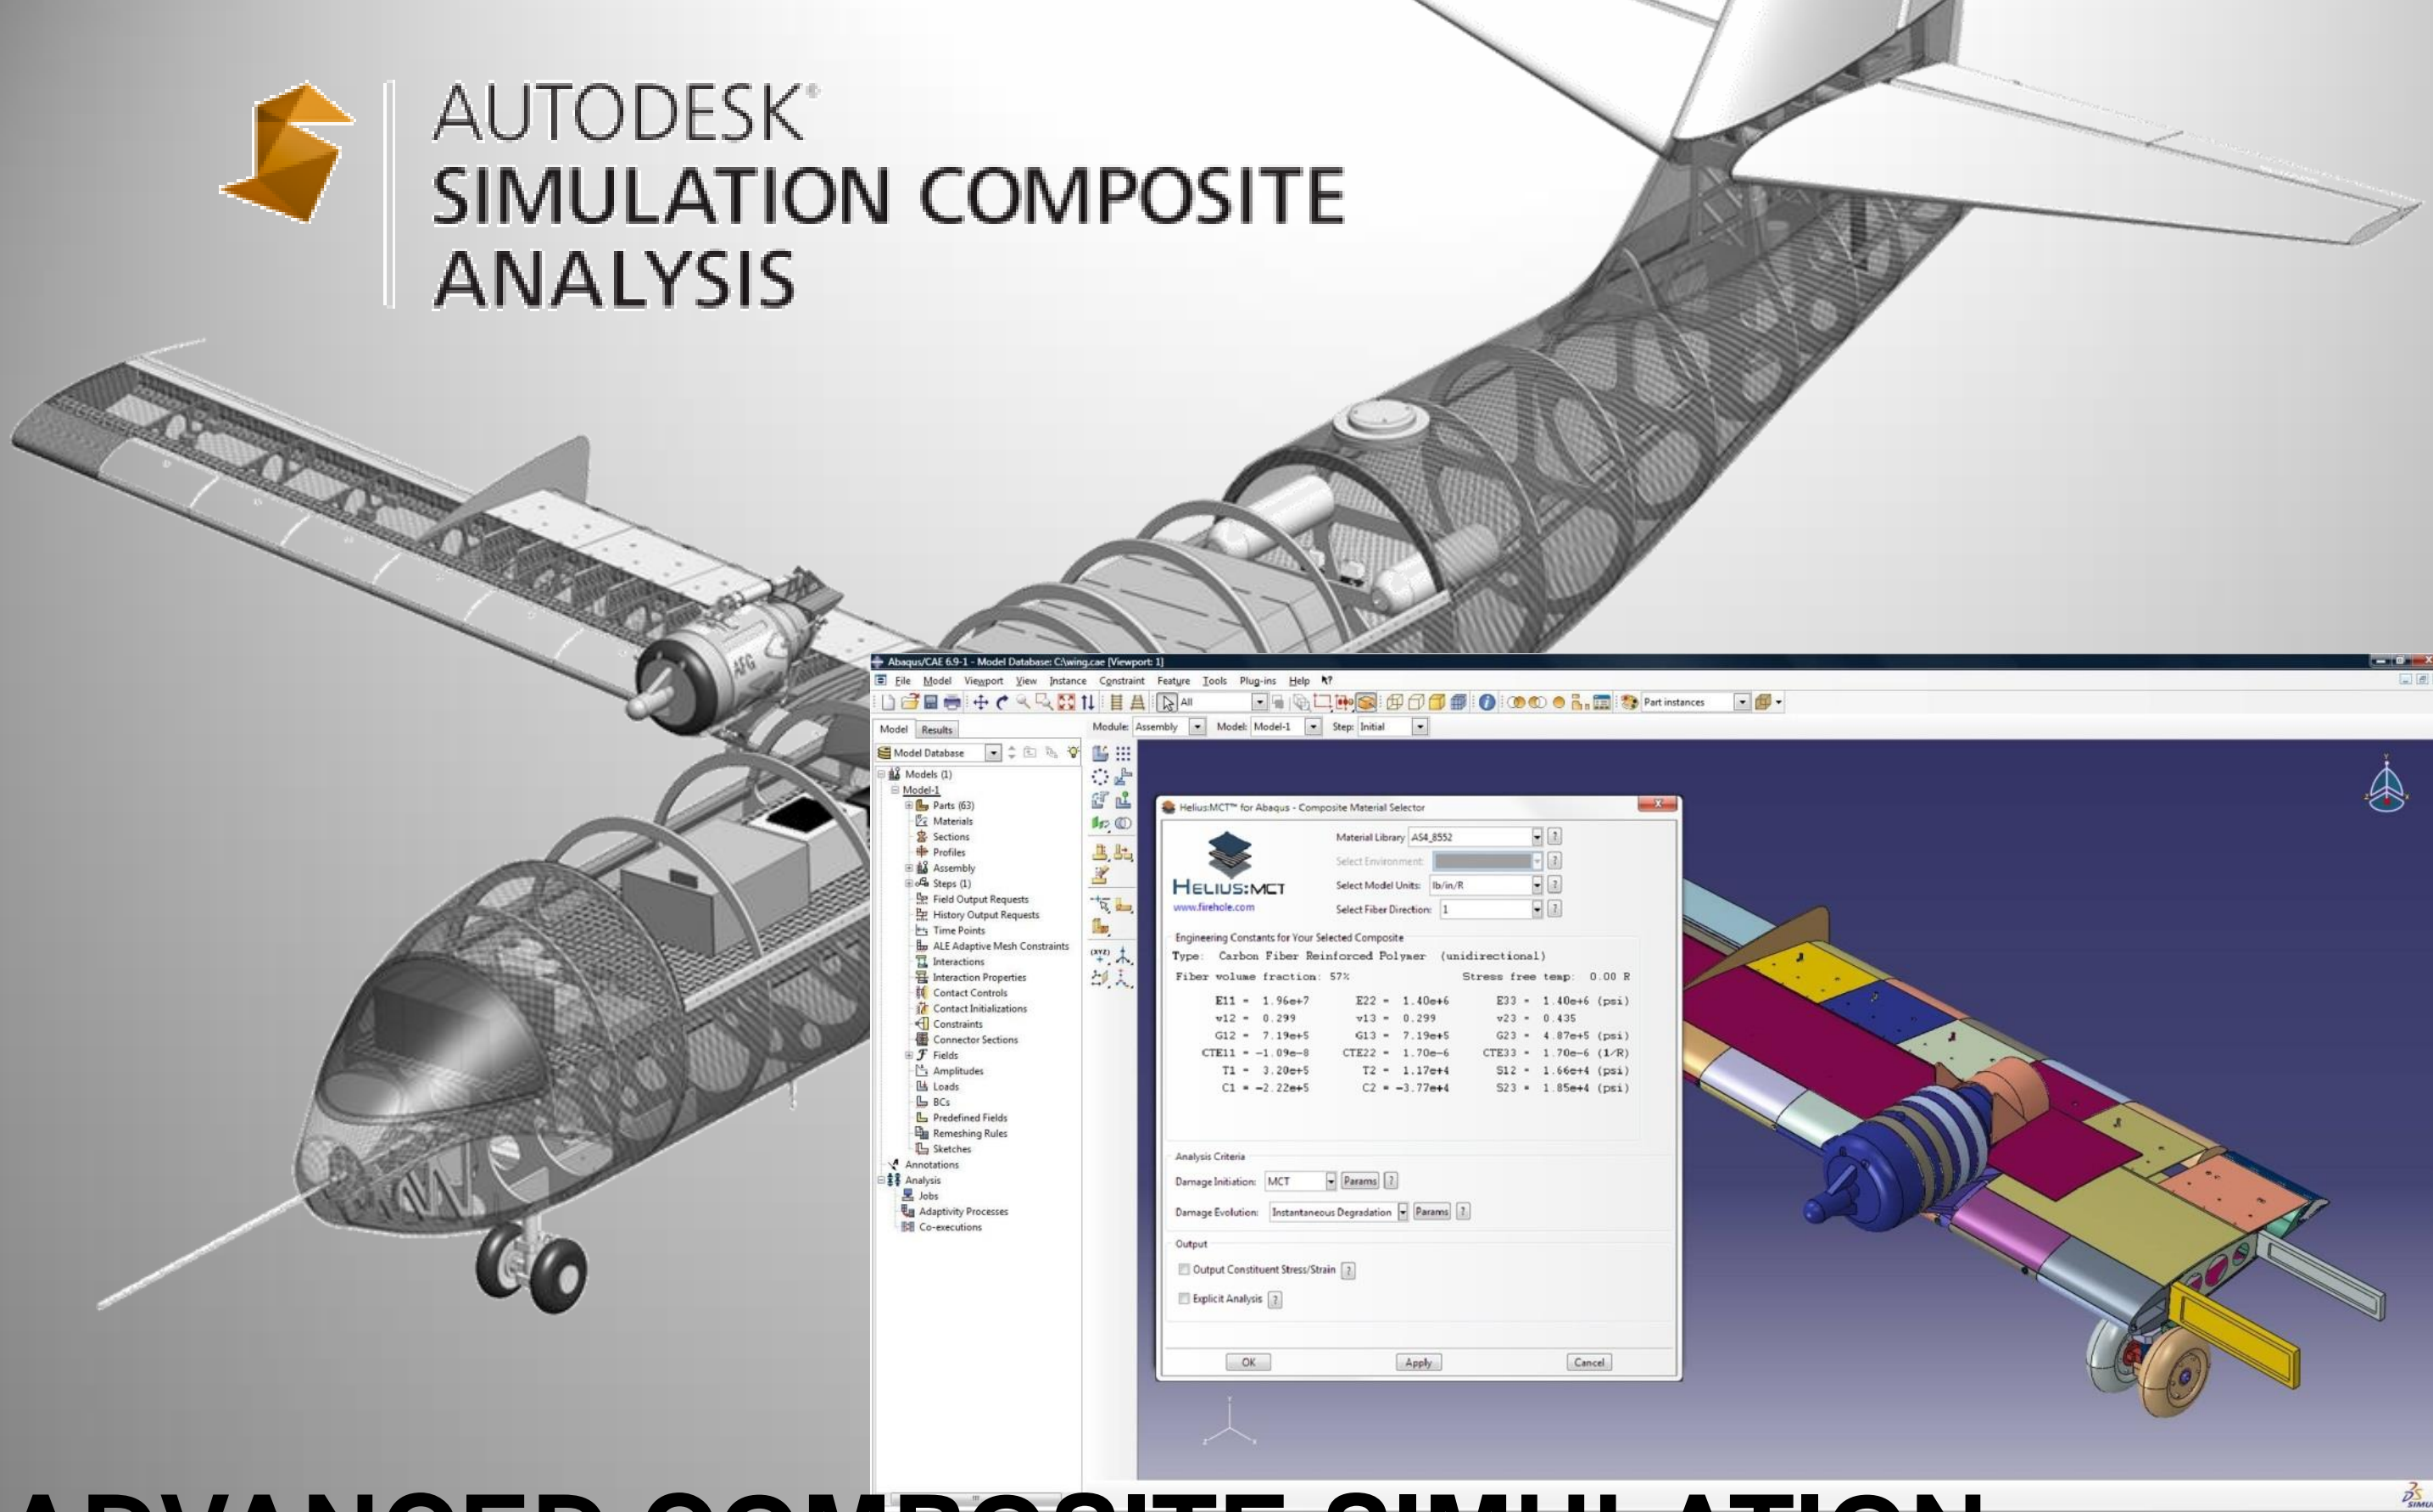 AUTODESK®
SIMULATION COMPOSITE
ANALYSIS
AFG
Abaqus/CAE 6.9-1 - Model Database: C:\wing.cae [Viewport: 1]
File Model Viewport View Instance Constraint Feature Tools Plug-ins Help
All
Part instances
Model Results
Module: Assembly Model: Model-1 Step: Initial
Model Database
Models (1)
Model-1
Parts (63)
Materials
Sections
Profiles
Assembly
Steps (1)
Field Output Requests
History Output Requests
Time Points
ALE Adaptive Mesh Constraints
Interactions
Interaction Properties
Contact Controls
Contact Initializations
Constraints
Connector Sections
Fields
Amplitudes
Loads
BCs
Predefined Fields
Remeshing Rules
Sketches
Annotations
Analysis
Jobs
Adaptivity Processes
Co-executions
(XYZ)
Helius:MCT™ for Abaqus - Composite Material Selector
HELIUS:MCT
www.firehole.com
Material Library AS4_8552 ?
Select Environment: ?
Select Model Units: lb/in/R ?
Select Fiber Direction: 1 ?
Engineering Constants for Your Selected Composite
Type: Carbon Fiber Reinforced Polymer (unidirectional)
Fiber volume fraction: 57% Stress free temp: 0.00 R
E11 = 1.96e+7 E22 = 1.40e+6 E33 = 1.40e+6 (psi)
v12 = 0.299 v13 = 0.299 v23 = 0.435
G12 = 7.19e+5 G13 = 7.19e+5 G23 = 4.87e+5 (psi)
CTE11 = -1.09e-8 CTE22 = 1.70e-6 CTE33 = 1.70e-6 (1/R)
T1 = 3.20e+5 T2 = 1.17e+4 S12 = 1.66e+4 (psi)
C1 = -2.22e+5 C2 = -3.77e+4 S23 = 1.85e+4 (psi)
Analysis Criteria
Damage Initiation: MCT Params ?
Damage Evolution: Instantaneous Degradation Params ?
Output
Output Constituent Stress/Strain ?
Explicit Analysis ?
OK Apply Cancel
ADVANCED COMPOSITE SIMULATION